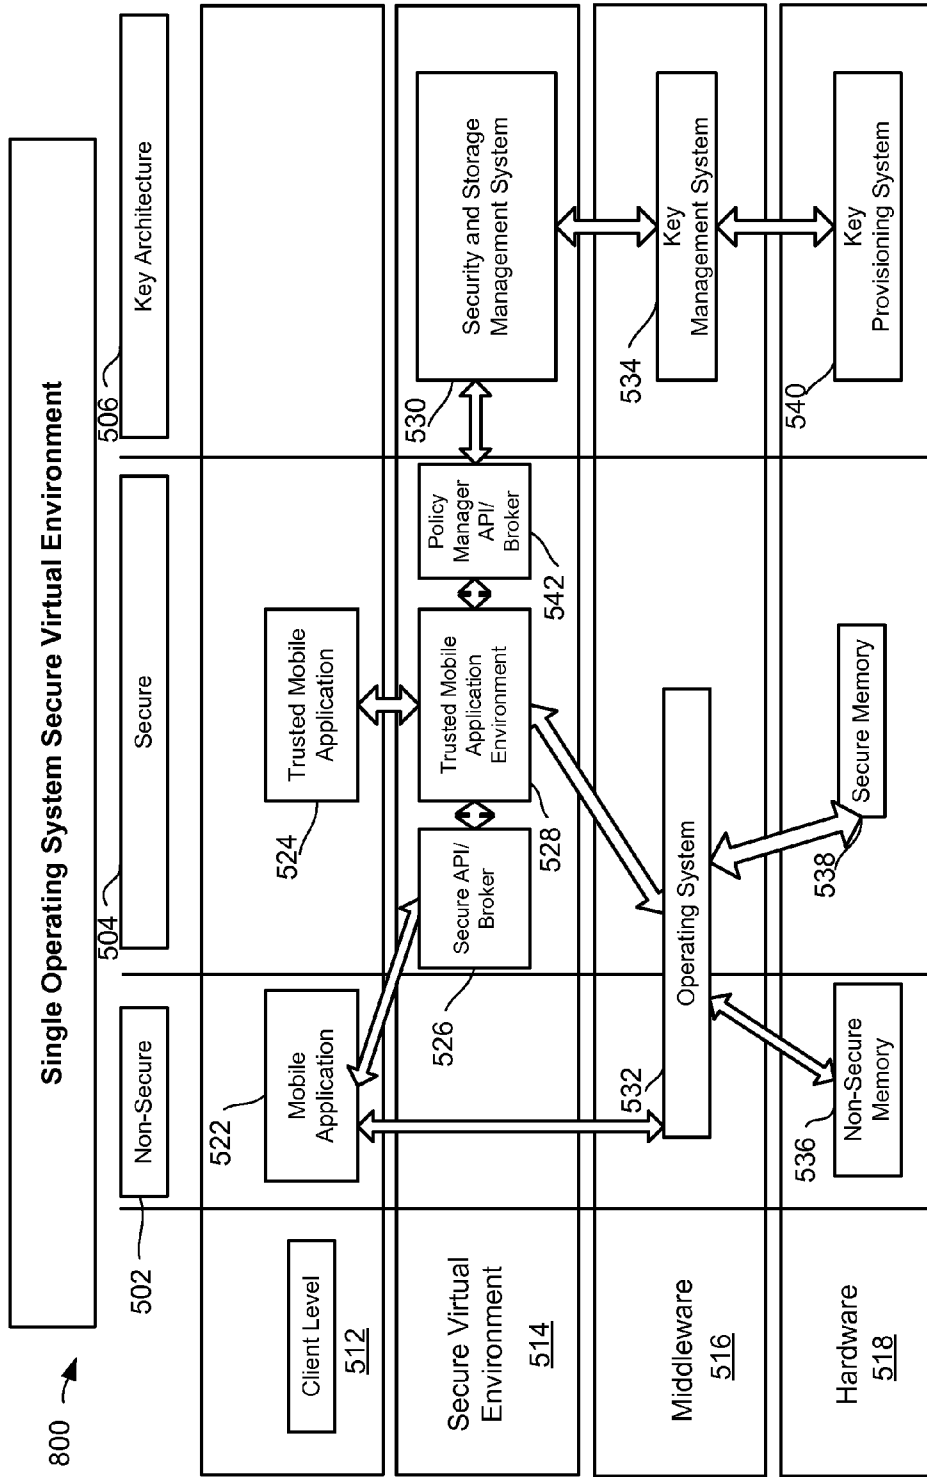 800
Single Operating System Secure Virtual Environment
502
Non-Secure
504
Secure
506
Key Architecture
Client Level
512
522
Mobile
Application
524
Trusted Mobile
Application
Secure Virtual
Environment
514
526
Secure API/
Broker
528
Trusted Mobile
Application
Environment
542
Policy
Manager
API/
Broker
530
Security and Storage
Management System
Middleware
516
532
Operating System
534
Key
Management System
Hardware
518
536
Non-Secure
Memory
538
Secure Memory
540
Key
Provisioning System